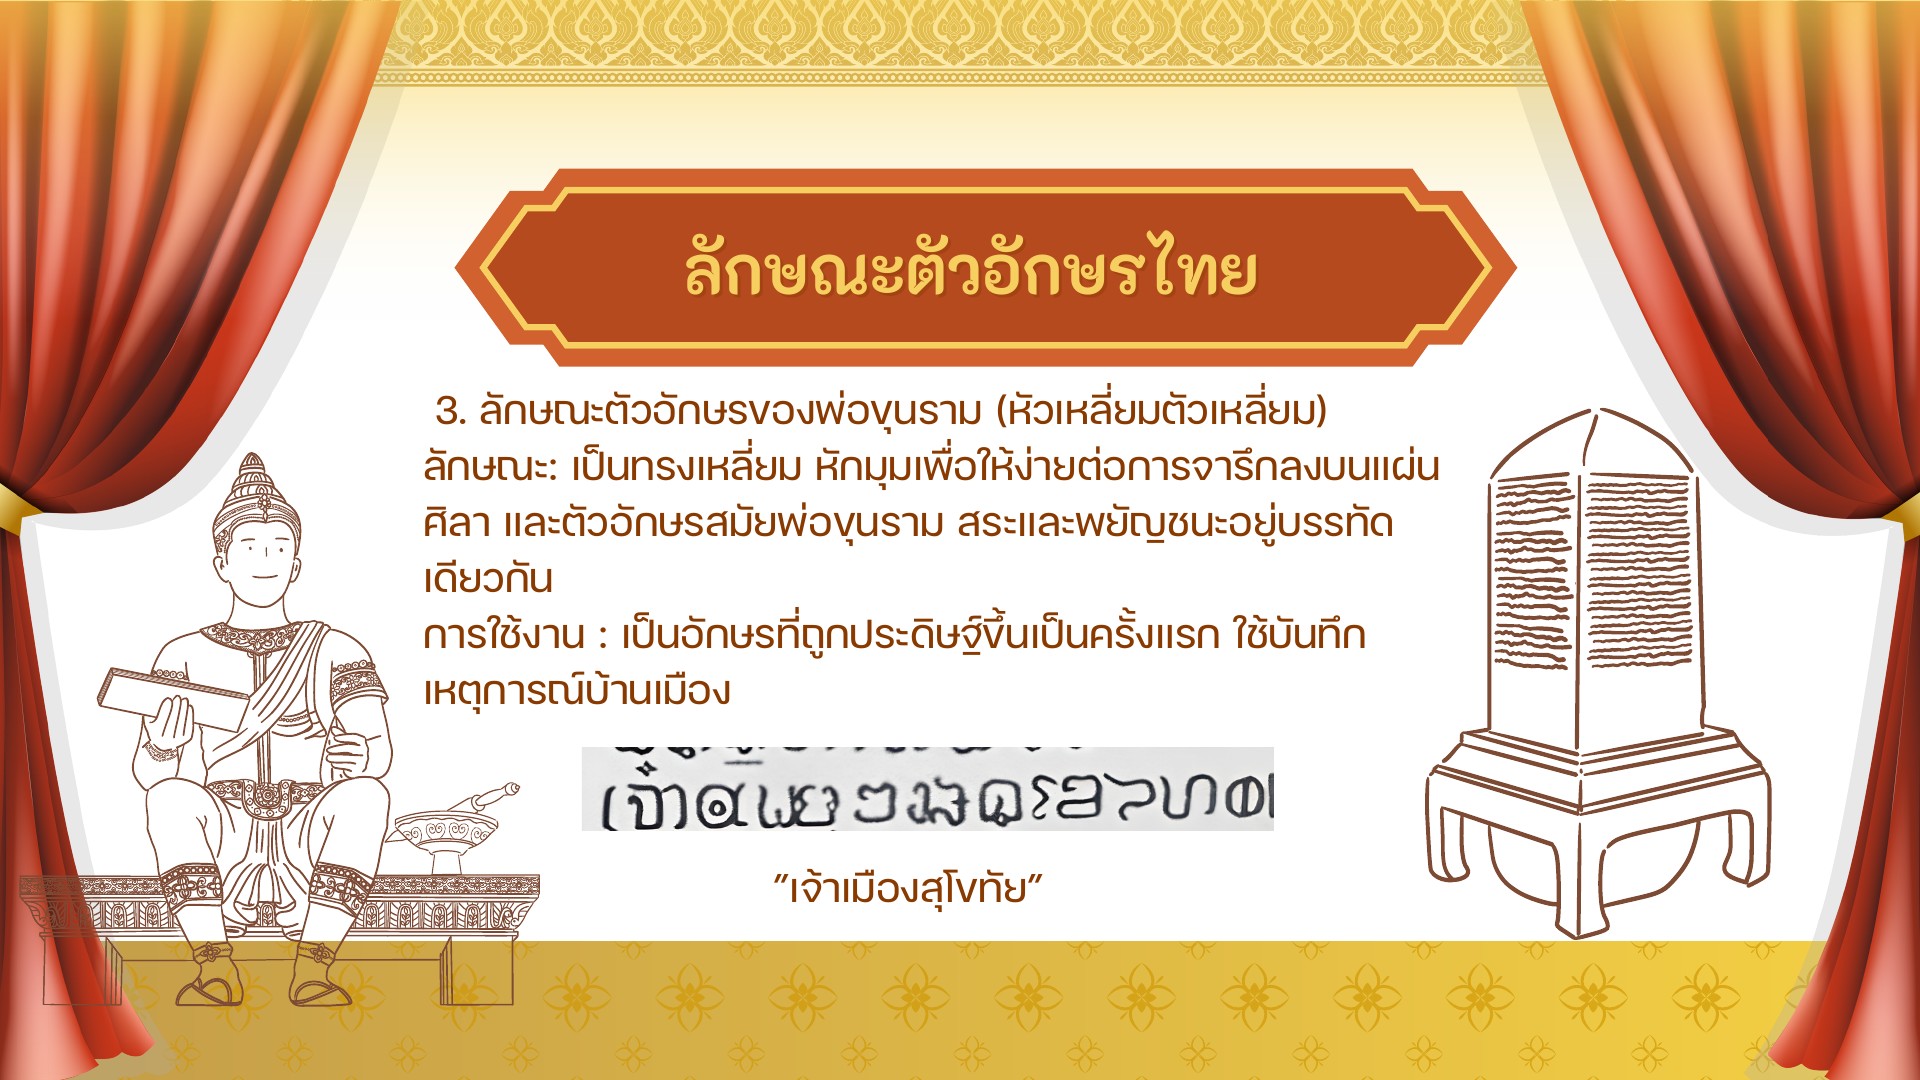 ลักษณะตัวอักษรไทย
3. ลักษณะตัวอักษรของพ่อขุนราม (หัวเหลี่ยมตัวเหลี่ยม)
ลักษณะ: เป็นทรงเหลี่ยม หักมุมเพื่อให้ง่ายต่อการจารึกลงบนแผ่น
ศิลา และตัวอักษรสมัยพ่อขุนราม สระและพยัญชนะอยู่บรรทัด
เดียวกัน
การใช้งาน : เป็นอักษรที่ถูกประดิษฐ์ขึ้นเป็นครั้งแรก ใช้บันทึก
เหตุการณ์บ้านเมือง
"เจ้าเมืองสุโขทัย"